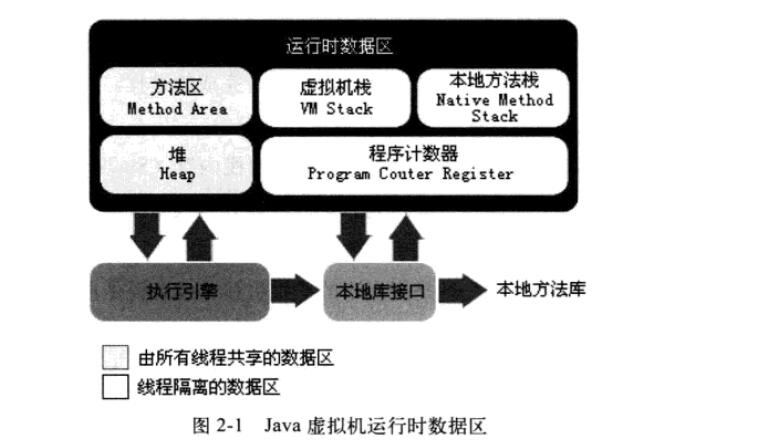 运行时数据区
方法区
Method Area
虚拟机栈
VM Stack
本地方法栈
Native Method
Stack
堆
Heap
程序计数器
Program Couter Register
执行引擎
本地库接口
本地方法库
由所有线程共享的数据区
线程隔离的数据区
图 2-1 Java 虚拟机运行时数据区